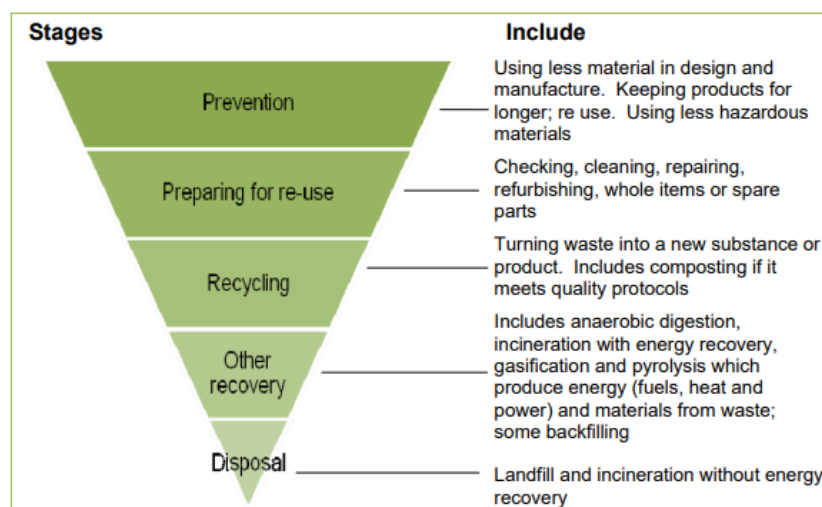 Stages
Include
Prevention
Using less material in design and
manufacture.  Keeping products for
longer; re use.  Using less hazardous
materials
Preparing for re-use
Checking, cleaning, repairing,
refurbishing, whole items or spare
parts
Recycling
Turning waste into a new substance or
product.  Includes composting if it
meets quality protocols
Other
recovery
Includes anaerobic digestion,
incineration with energy recovery,
gasification and pyrolysis which
produce energy (fuels, heat and
power) and materials from waste;
some backfilling
Disposal
Landfill and incineration without energy
recovery